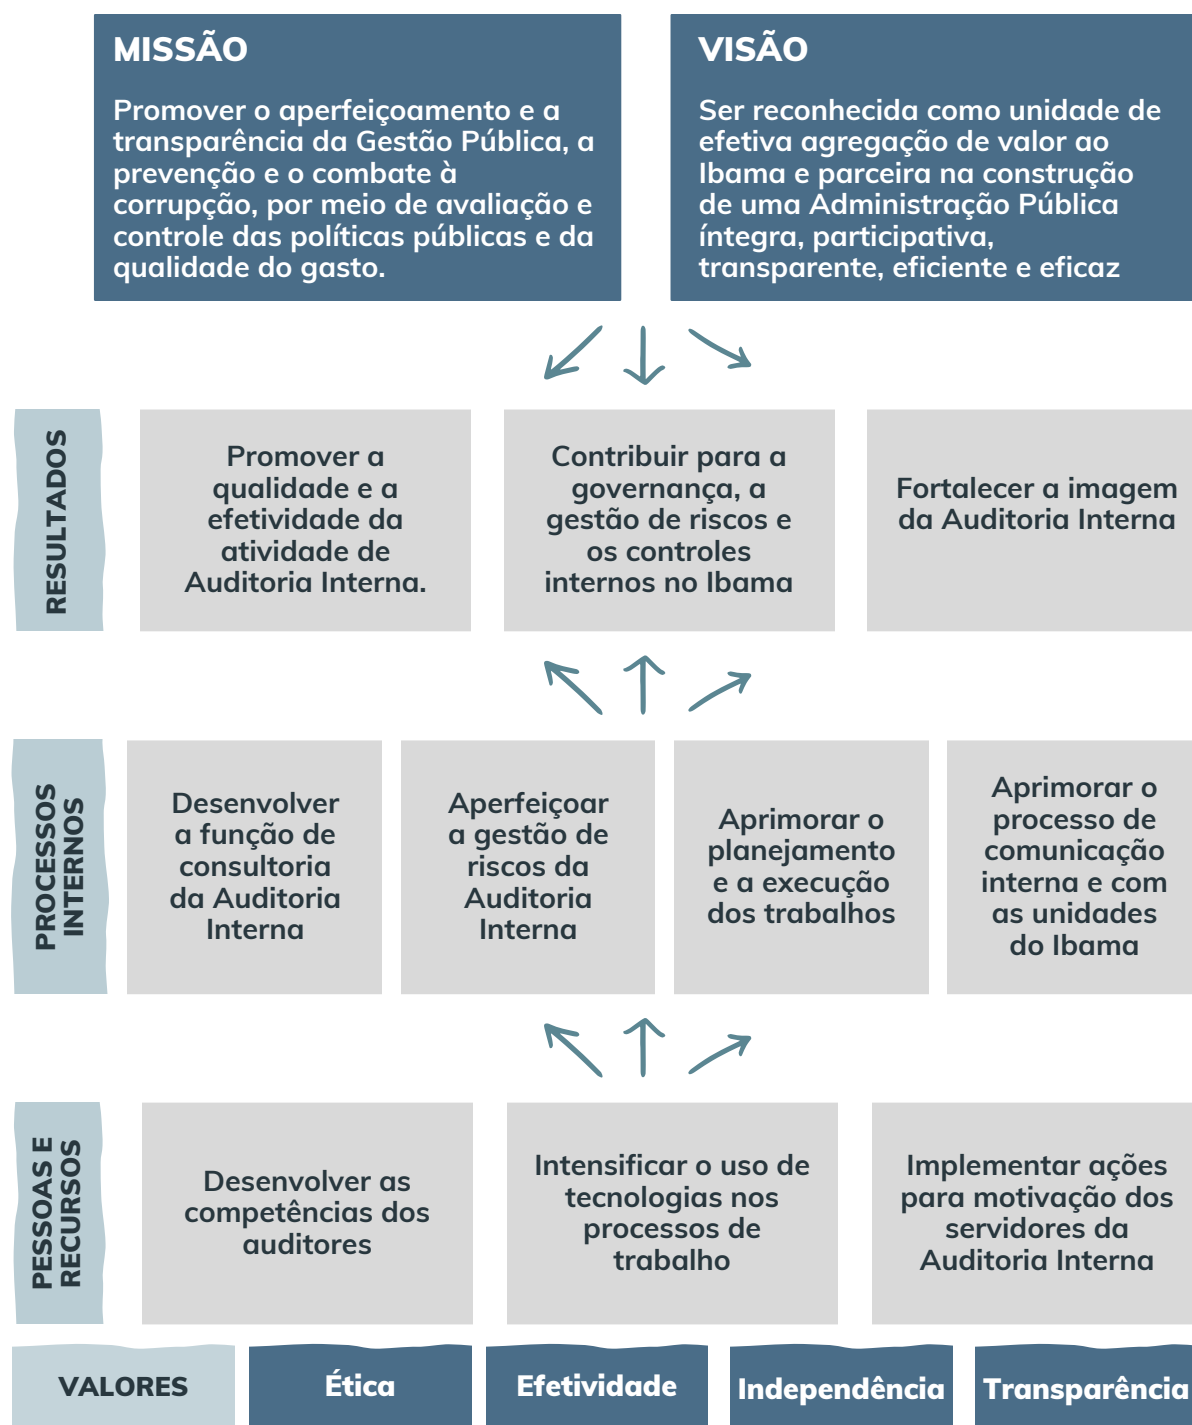 MISSÃO
Promover o aperfeiçoamento e a
transparência da Gestão Pública, a
prevenção e o combate à
corrupção, por meio de avaliação e
controle das políticas públicas e da
qualidade do gasto.
VISÃO
Ser reconhecida como unidade de
efetiva agregação de valor ao
Ibama e parceira na construção
de uma Administração Pública
íntegra, participativa,
transparente, eficiente e eficaz
RESULTADOS
Promover a
qualidade e a
efetividade da
atividade de
Auditoria Interna.
Contribuir para a
governança, a
gestão de riscos e
os controles
internos no Ibama
Fortalecer a imagem
da Auditoria Interna
PROCESSOS
INTERNOS
Desenvolver
a função de
consultoria
da Auditoria
Interna
Aperfeiçoar
a gestão de
riscos da
Auditoria
Interna
Aprimorar o
planejamento
e a execução
dos trabalhos
Aprimorar o
processo de
comunicação
interna e com
as unidades
do Ibama
PESSOAS E
RECURSOS
Desenvolver as
competências dos
auditores
Intensificar o uso de
tecnologias nos
processos de
trabalho
Implementar ações
para motivação dos
servidores da
Auditoria Interna
VALORES
Ética
Efetividade
Independência
Transparência